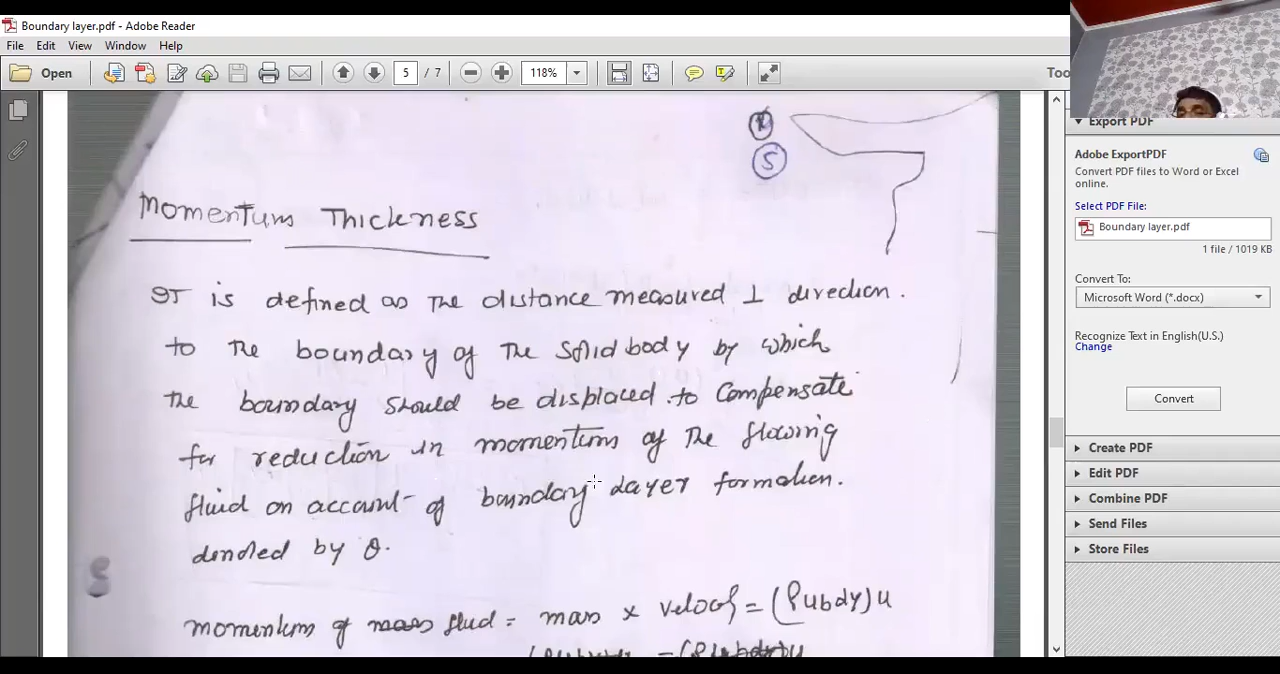 Boundary layer.pdf - Adobe Reader
File Edit View Window Help
Open 5 / 7 118% Too
Export PDF
Adobe ExportPDF
Convert PDF files to Word or Excel
online.
Select PDF File:
Boundary layer.pdf
1 file / 1019 KB
Convert To:
Microsoft Word (*.docx)
Recognize Text in English(U.S.)
Change
Convert
Create PDF
Edit PDF
Combine PDF
Send Files
Store Files
S
Momentum Thickness
It is defined as the distance measured ⊥ direction.
to the boundary of the solid body by which
the boundary should be displaced to compensate
for reduction in momentum of the flowing
fluid on account of boundary layer formation.
denoted by θ.
momentum of mass fluid = mass × velocity = (ρubdy)u